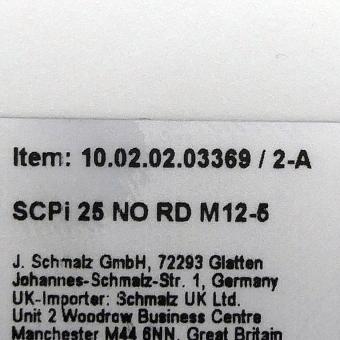 Item: 10.02.02.03369 / 2-A
SCPi 25 NO RD M12-5
J. Schmalz GmbH, 72293 Glatten
Johannes-Schmalz-Str. 1, Germany
UK-Importer: Schmalz UK Ltd.
Unit 2 Woodrow Business Centre
Manchester M44 6NN, Great Britain